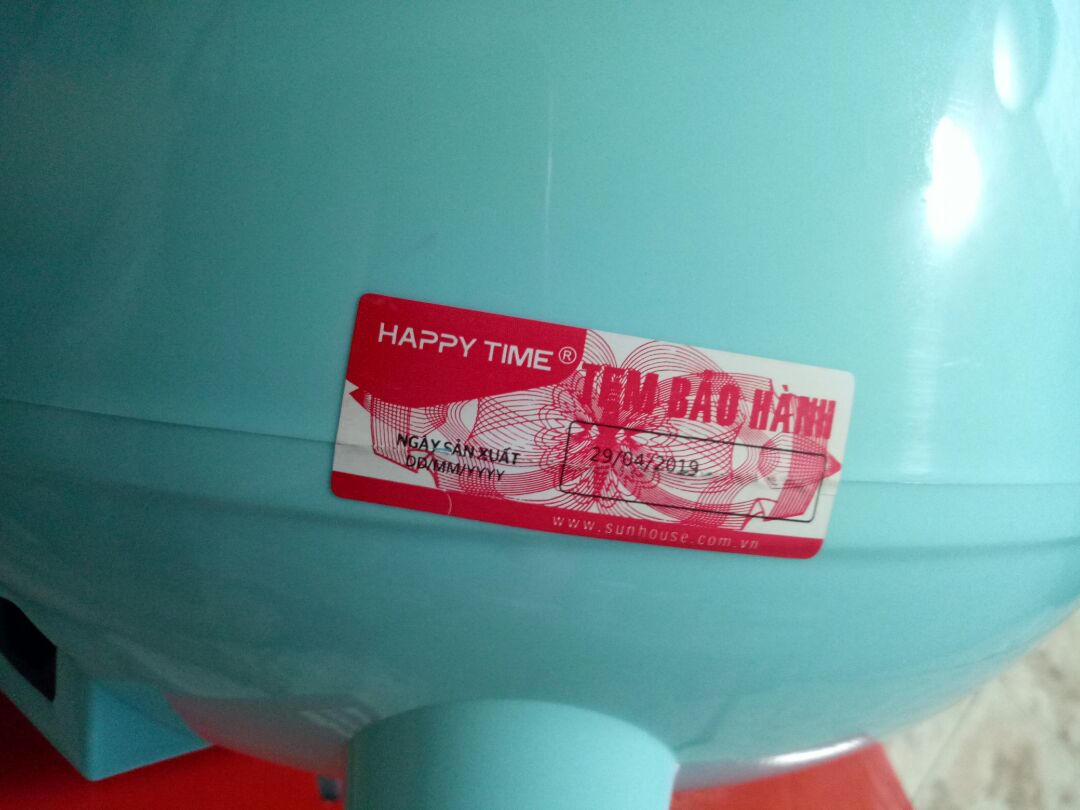 HAPPY TIME ®
TEM BẢO HÀNH
NGÀY SẢN XUẤT
DD/MM/YYYY
29/04/2019
www.sunhouse.com.vn